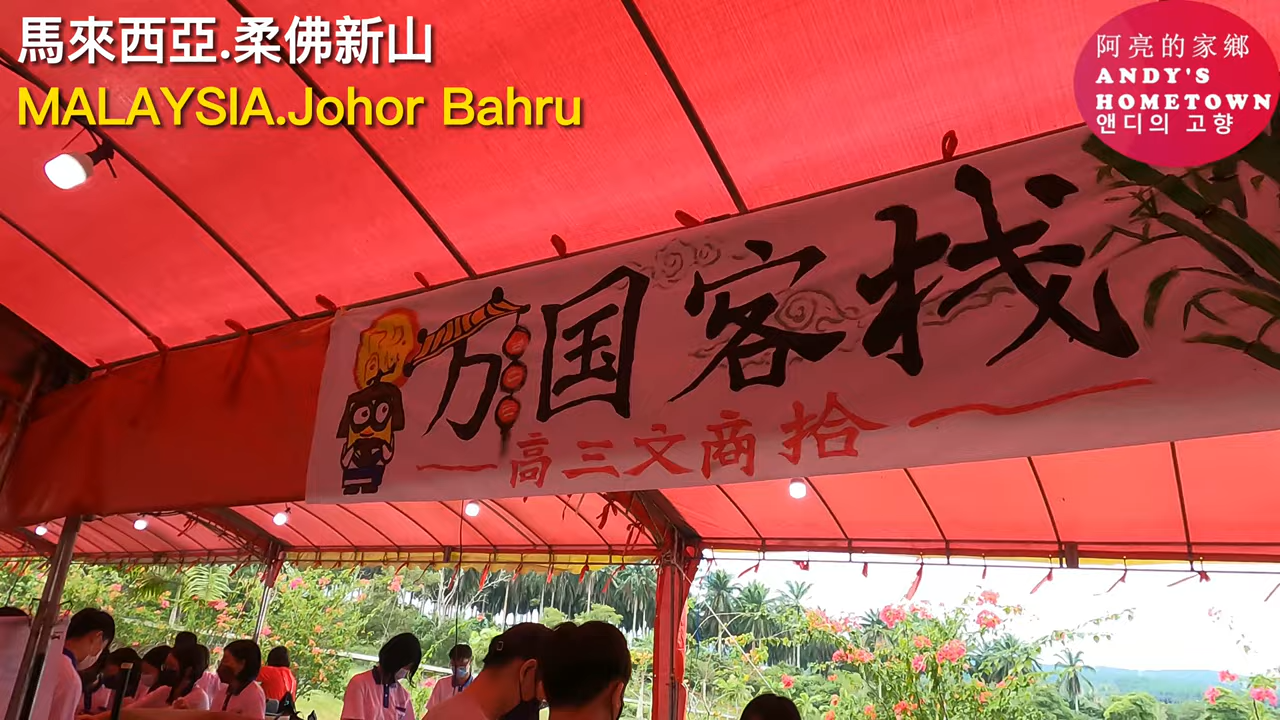 馬來西亞.柔佛新山
MALAYSIA.Johor Bahru
阿亮的家鄉
ANDY'S
HOMETOWN
앤디의 고향
万国客栈
高三文商拾